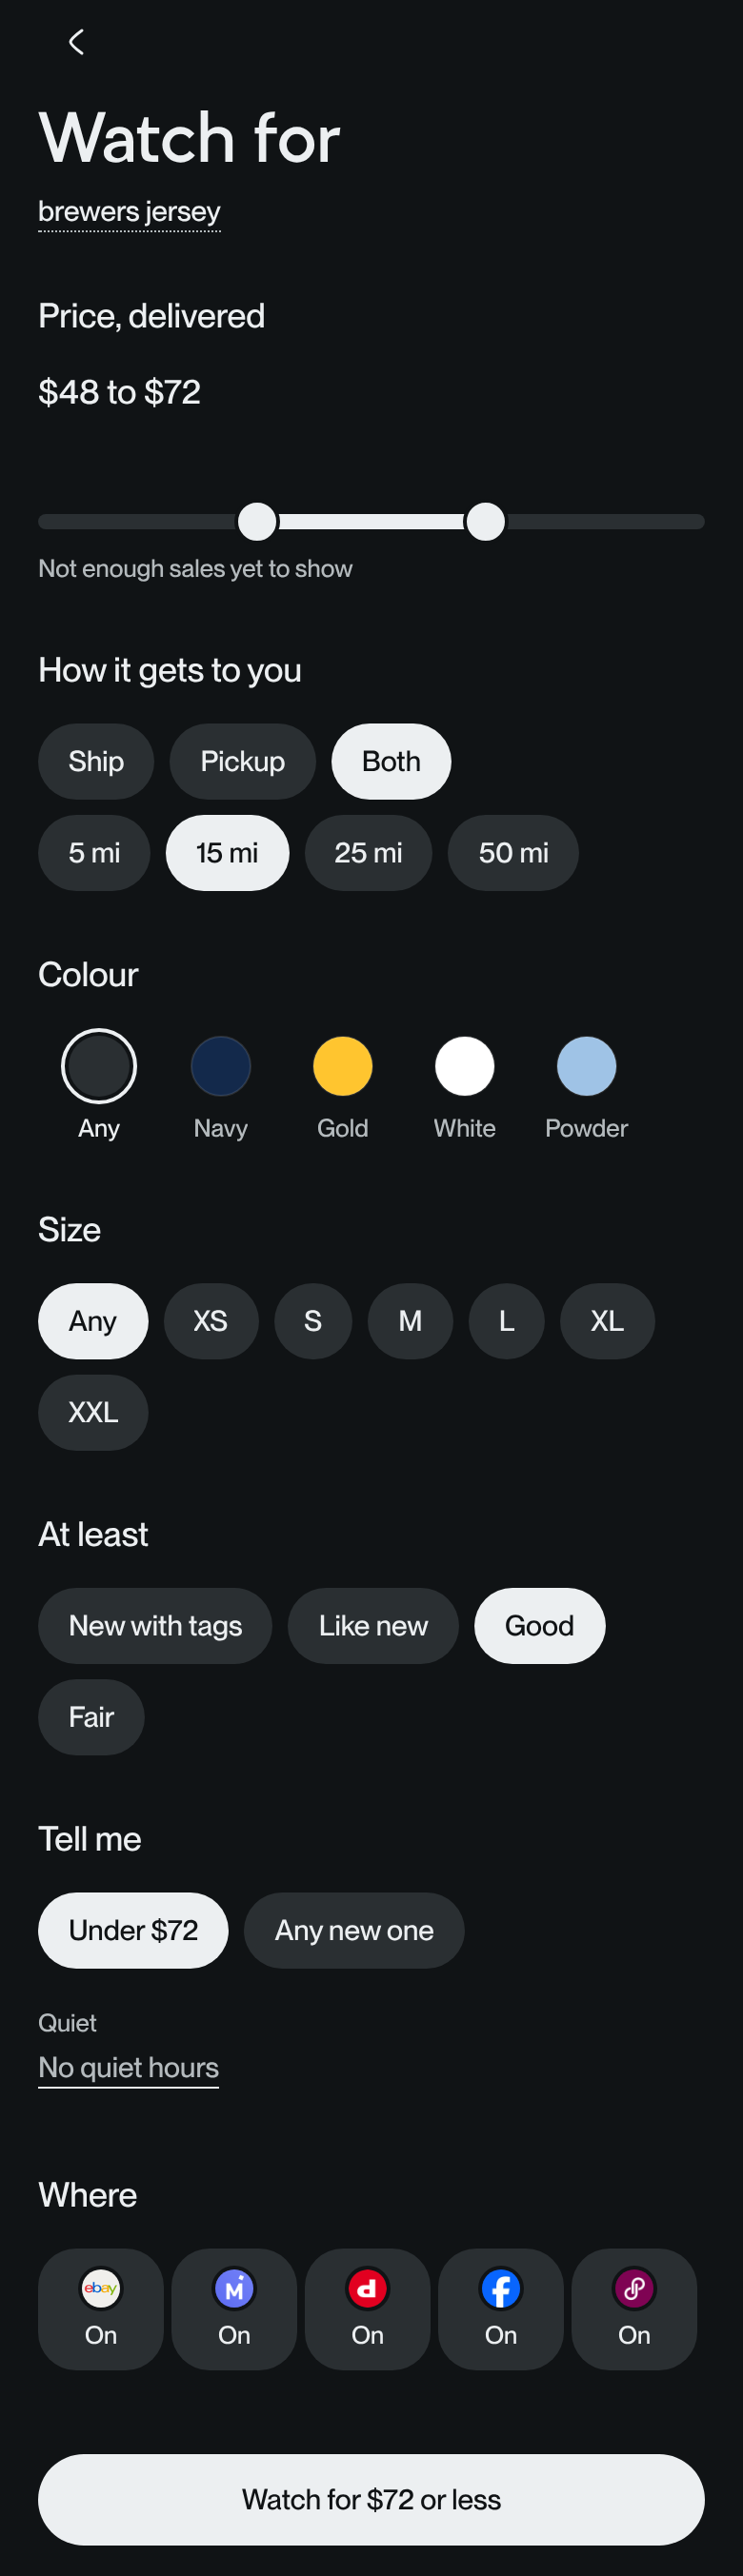 Watch for
brewers jersey
Price, delivered
$48 to $72
Not enough sales yet to show
How it gets to you
Ship Pickup Both
5 mi 15 mi 25 mi 50 mi
Colour
Any Navy Gold White Powder
Size
Any XS S M L XL
XXL
At least
New with tags Like new Good
Fair
Tell me
Under $72 Any new one
Quiet
No quiet hours
Where
ebay
On On On On On
Watch for $72 or less